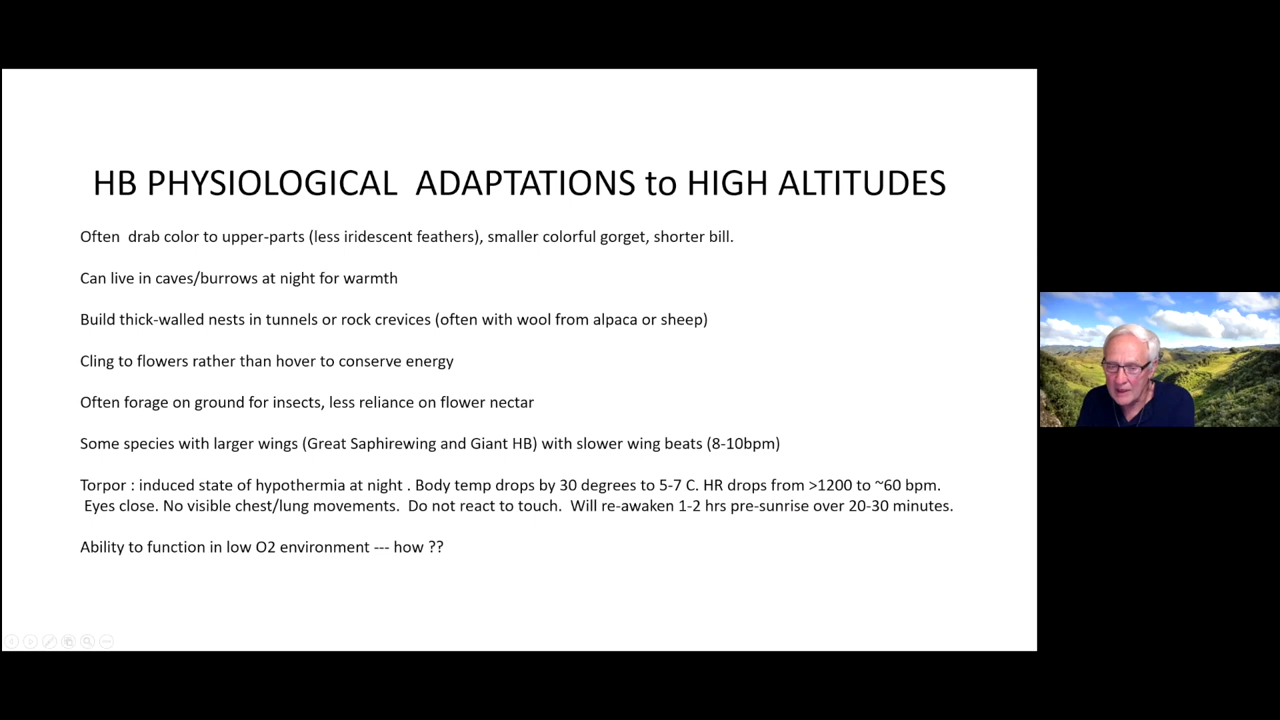 HB PHYSIOLOGICAL ADAPTATIONS to HIGH ALTITUDES
Often drab color to upper-parts (less iridescent feathers), smaller colorful gorget, shorter bill.
Can live in caves/burrows at night for warmth
Build thick-walled nests in tunnels or rock crevices (often with wool from alpaca or sheep)
Cling to flowers rather than hover to conserve energy
Often forage on ground for insects, less reliance on flower nectar
Some species with larger wings (Great Saphirewing and Giant HB) with slower wing beats (8-10bpm)
Torpor : induced state of hypothermia at night . Body temp drops by 30 degrees to 5-7 C. HR drops from >1200 to ~60 bpm.
Eyes close. No visible chest/lung movements. Do not react to touch. Will re-awaken 1-2 hrs pre-sunrise over 20-30 minutes.
Ability to function in low O2 environment --- how ??